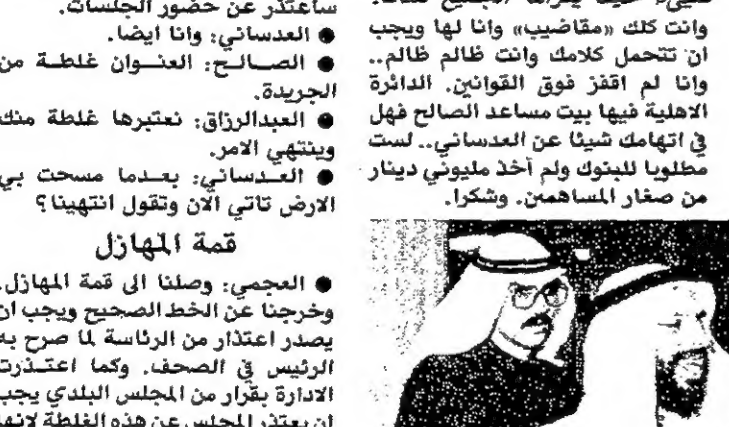 وانت كلك «مقاضيب» وانا لها ويجب
ان تتحمل كلامك وانت ظالم ظالم..
وانا لم اقفز فوق القوانين. الدائرة
الاهلية فيها بيت مساعد الصالح فهل
في اتهامك شيئا عن العدساني.. لست
مطلوبا للبنوك ولم أخذ مليوني دينار
من صغار المساهمين. وشكرا.
ساعتذر عن حضور الجلسات.
● العدساني: وانا ايضا.
● الصالح: العنوان غلطة من
الجريدة.
● العبدالرزاق: نعتبرها غلطة منك
وينتهي الامر.
● العدساني: بعدما مسحت بي
الارض تاتي الان وتقول انتهينا؟
قمة المهازل
● العجمي: وصلنا الى قمة المهازل.
وخرجنا عن الخط الصحيح ويجب ان
يصدر اعتذار من الرئاسة لما صرح به
الرئيس في الصحف. وكما اعتذرت
الادارة بقرار من المجلس البلدي يجب
ان يعتذر المجلس عن هذه الغلطة لانها